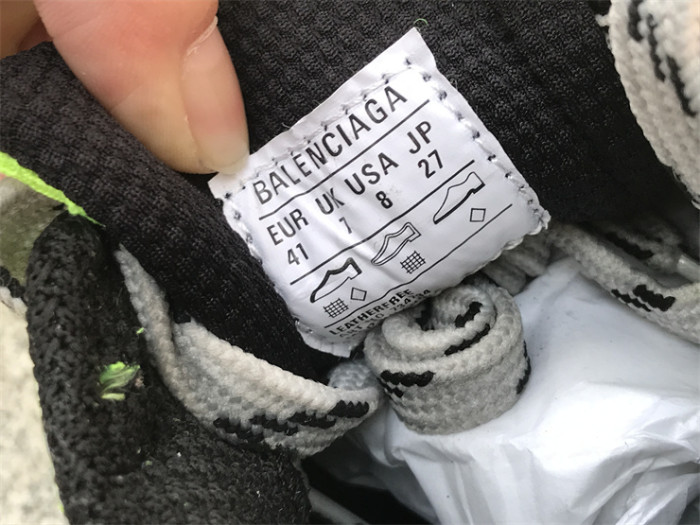 BALENCIAGA
EUR UK USA JP
41 7 8 27
LEATHERFREE